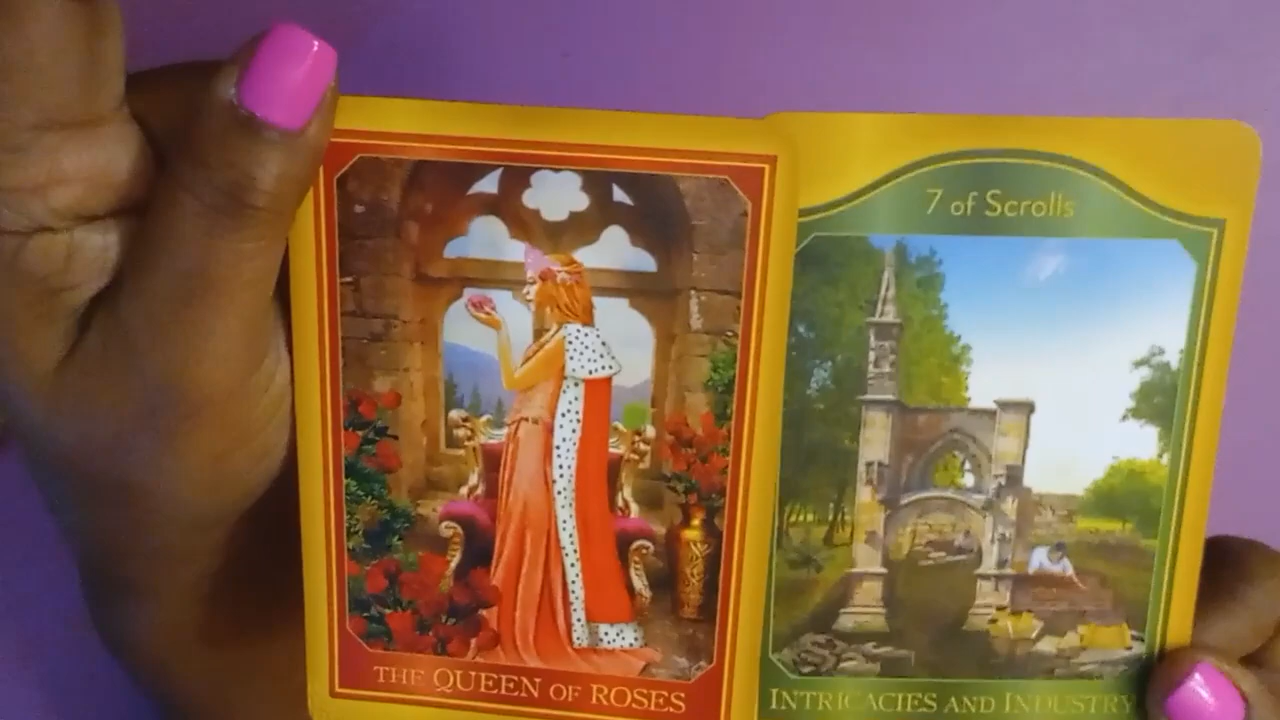 THE QUEEN OF ROSES
7 of Scrolls
INTRICACIES AND INDUSTRY